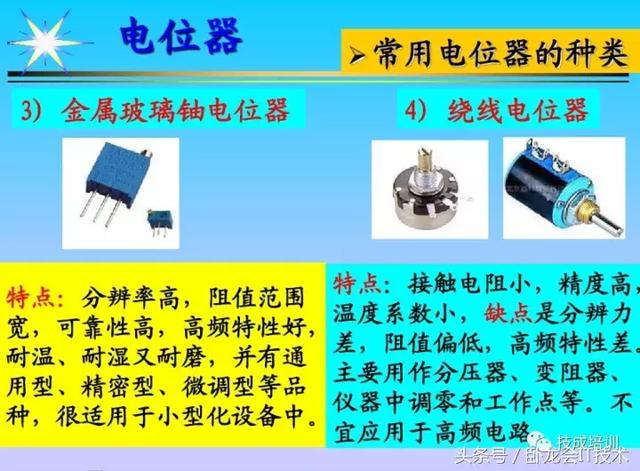 电位器
➢常用电位器的种类
3）金属玻璃铀电位器
4）绕线电位器
特点：分辨率高，阻值范围
宽，可靠性高，高频特性好，
耐温、耐湿又耐磨，并有通
用型、精密型、微调型等品
种，很适用于小型化设备中。
特点：接触电阻小，精度高，
温度系数小，缺点是分辨力
差，阻值偏低，高频特性差。
主要用作分压器、变阻器、
仪器中调零和工作点等。不
宜应用于高频电路。
技成培训
头条号/卧龙会IT技术